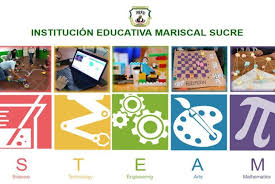 INSTITUCIÓN EDUCATIVA MARISCAL SUCRE
S T E A M
Science Technology Engineering Arts Mathematics